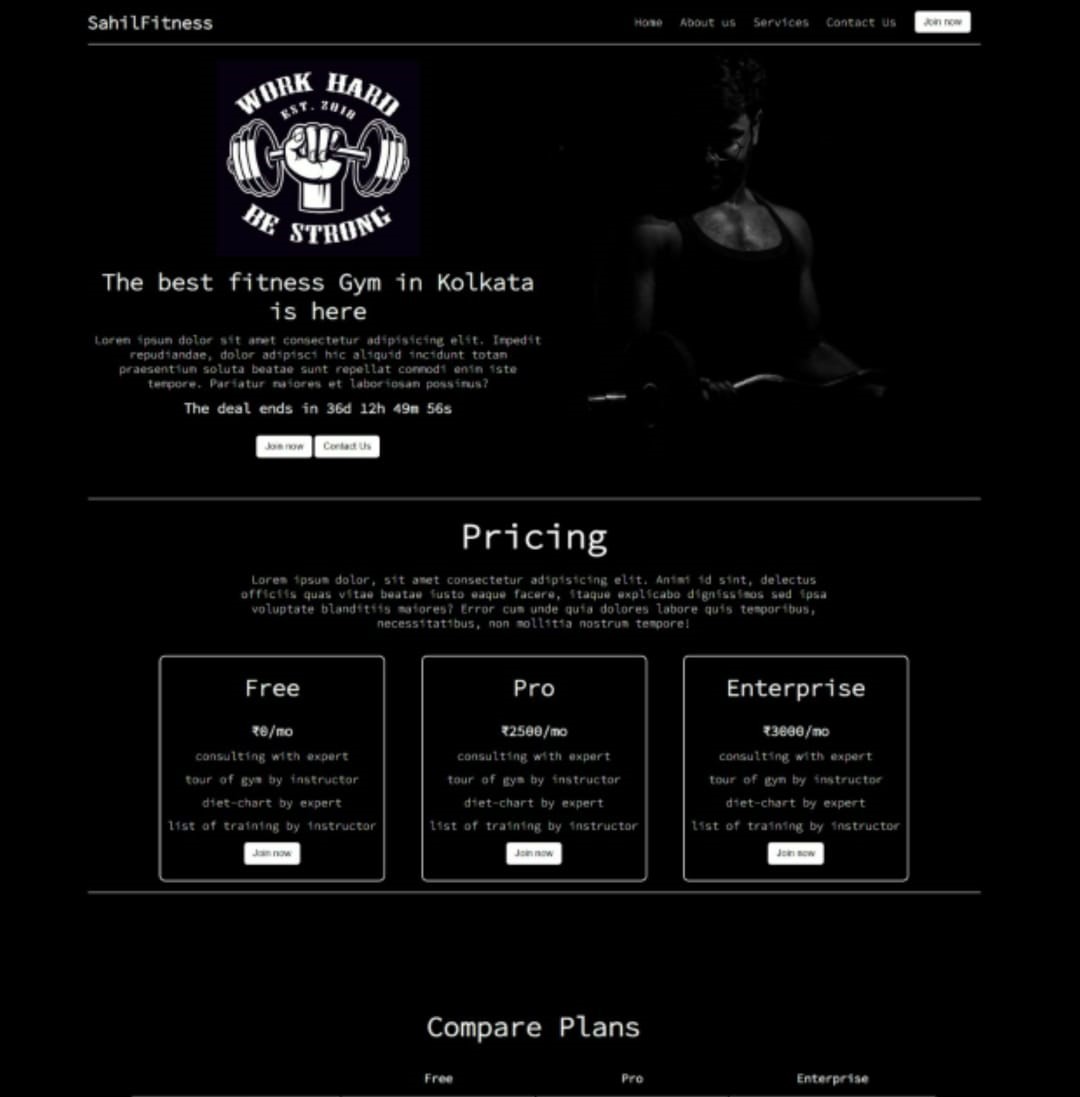 SahilFitness
Home About us Services Contact Us Join now
WORK HARD
EST. 2010
BE STRONG
The best fitness Gym in Kolkata
is here
Lorem ipsum dolor sit amet consectetur adipisicing elit. Impedit
repudiandae, dolor adipisci hic aliquid incidunt totam
praesentium soluta beatae sunt repellat commodi enim iste
tempore. Pariatur maiores et laboriosam possimus?
The deal ends in 36d 12h 49m 56s
Join now Contact Us
Pricing
Lorem ipsum dolor, sit amet consectetur adipisicing elit. Animi id sint, delectus
officiis quas vitae beatae iusto eaque facere, itaque explicabo dignissimos sed ipsa
voluptate blanditiis maiores? Error cum unde quia dolores labore quis temporibus,
necessitatibus, non mollitia nostrum tempore!
Free
₹0/mo
consulting with expert
tour of gym by instructor
diet-chart by expert
list of training by instructor
Join now
Pro
₹2500/mo
consulting with expert
tour of gym by instructor
diet-chart by expert
list of training by instructor
Join now
Enterprise
₹3000/mo
consulting with expert
tour of gym by instructor
diet-chart by expert
list of training by instructor
Join now
Compare Plans
Free Pro Enterprise